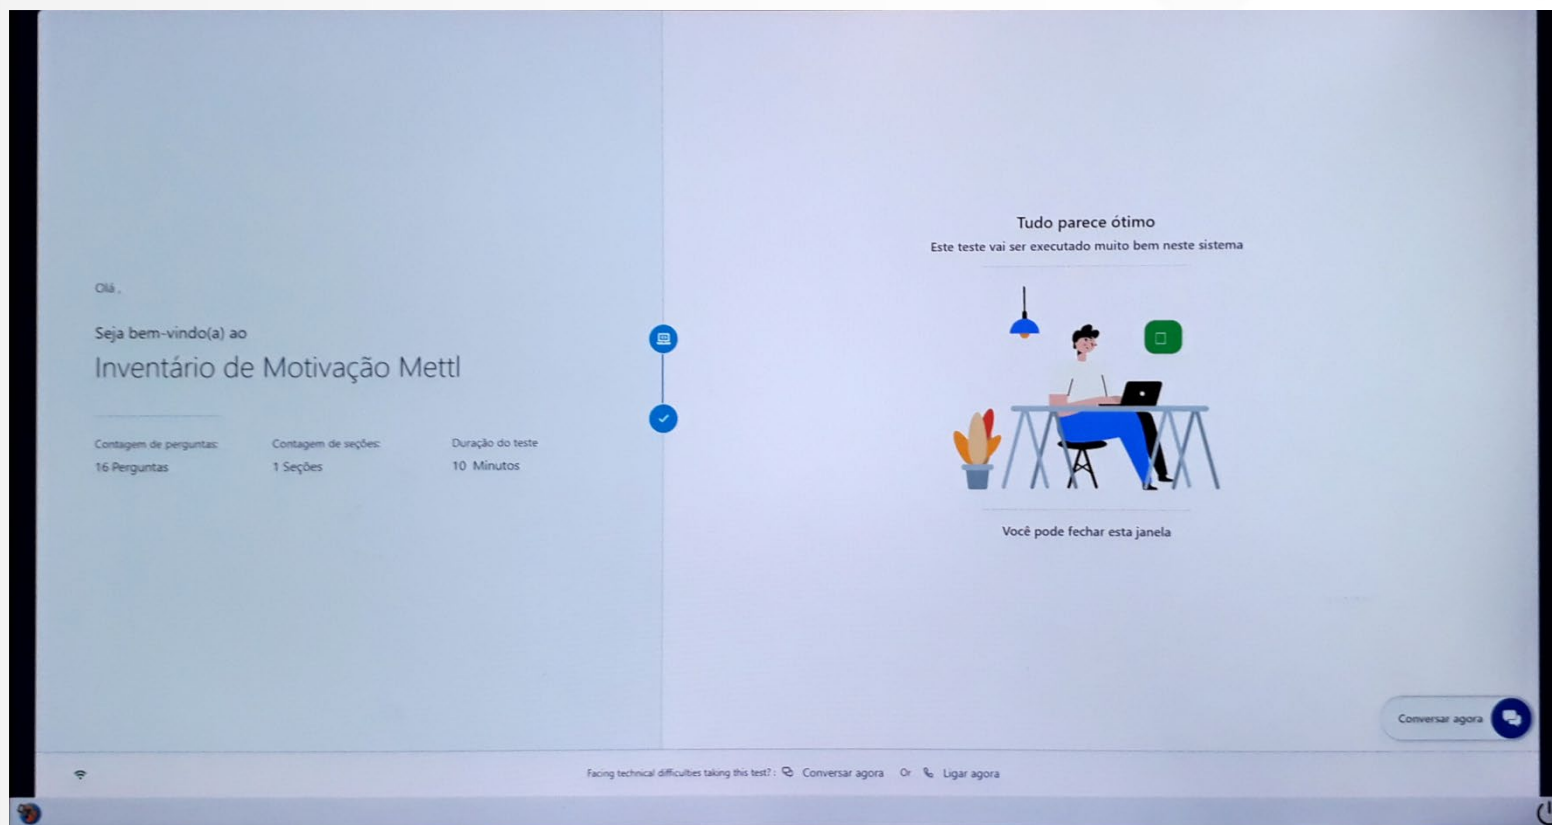 Olá ,
Seja bem-vindo(a) ao
Inventário de Motivação Mettl
Contagem de perguntas:
16 Perguntas
Contagem de seções:
1 Seções
Duração do teste
10 Minutos
Tudo parece ótimo
Este teste vai ser executado muito bem neste sistema
Você pode fechar esta janela
Conversar agora
Facing technical difficulties taking this test? : Conversar agora Or Ligar agora